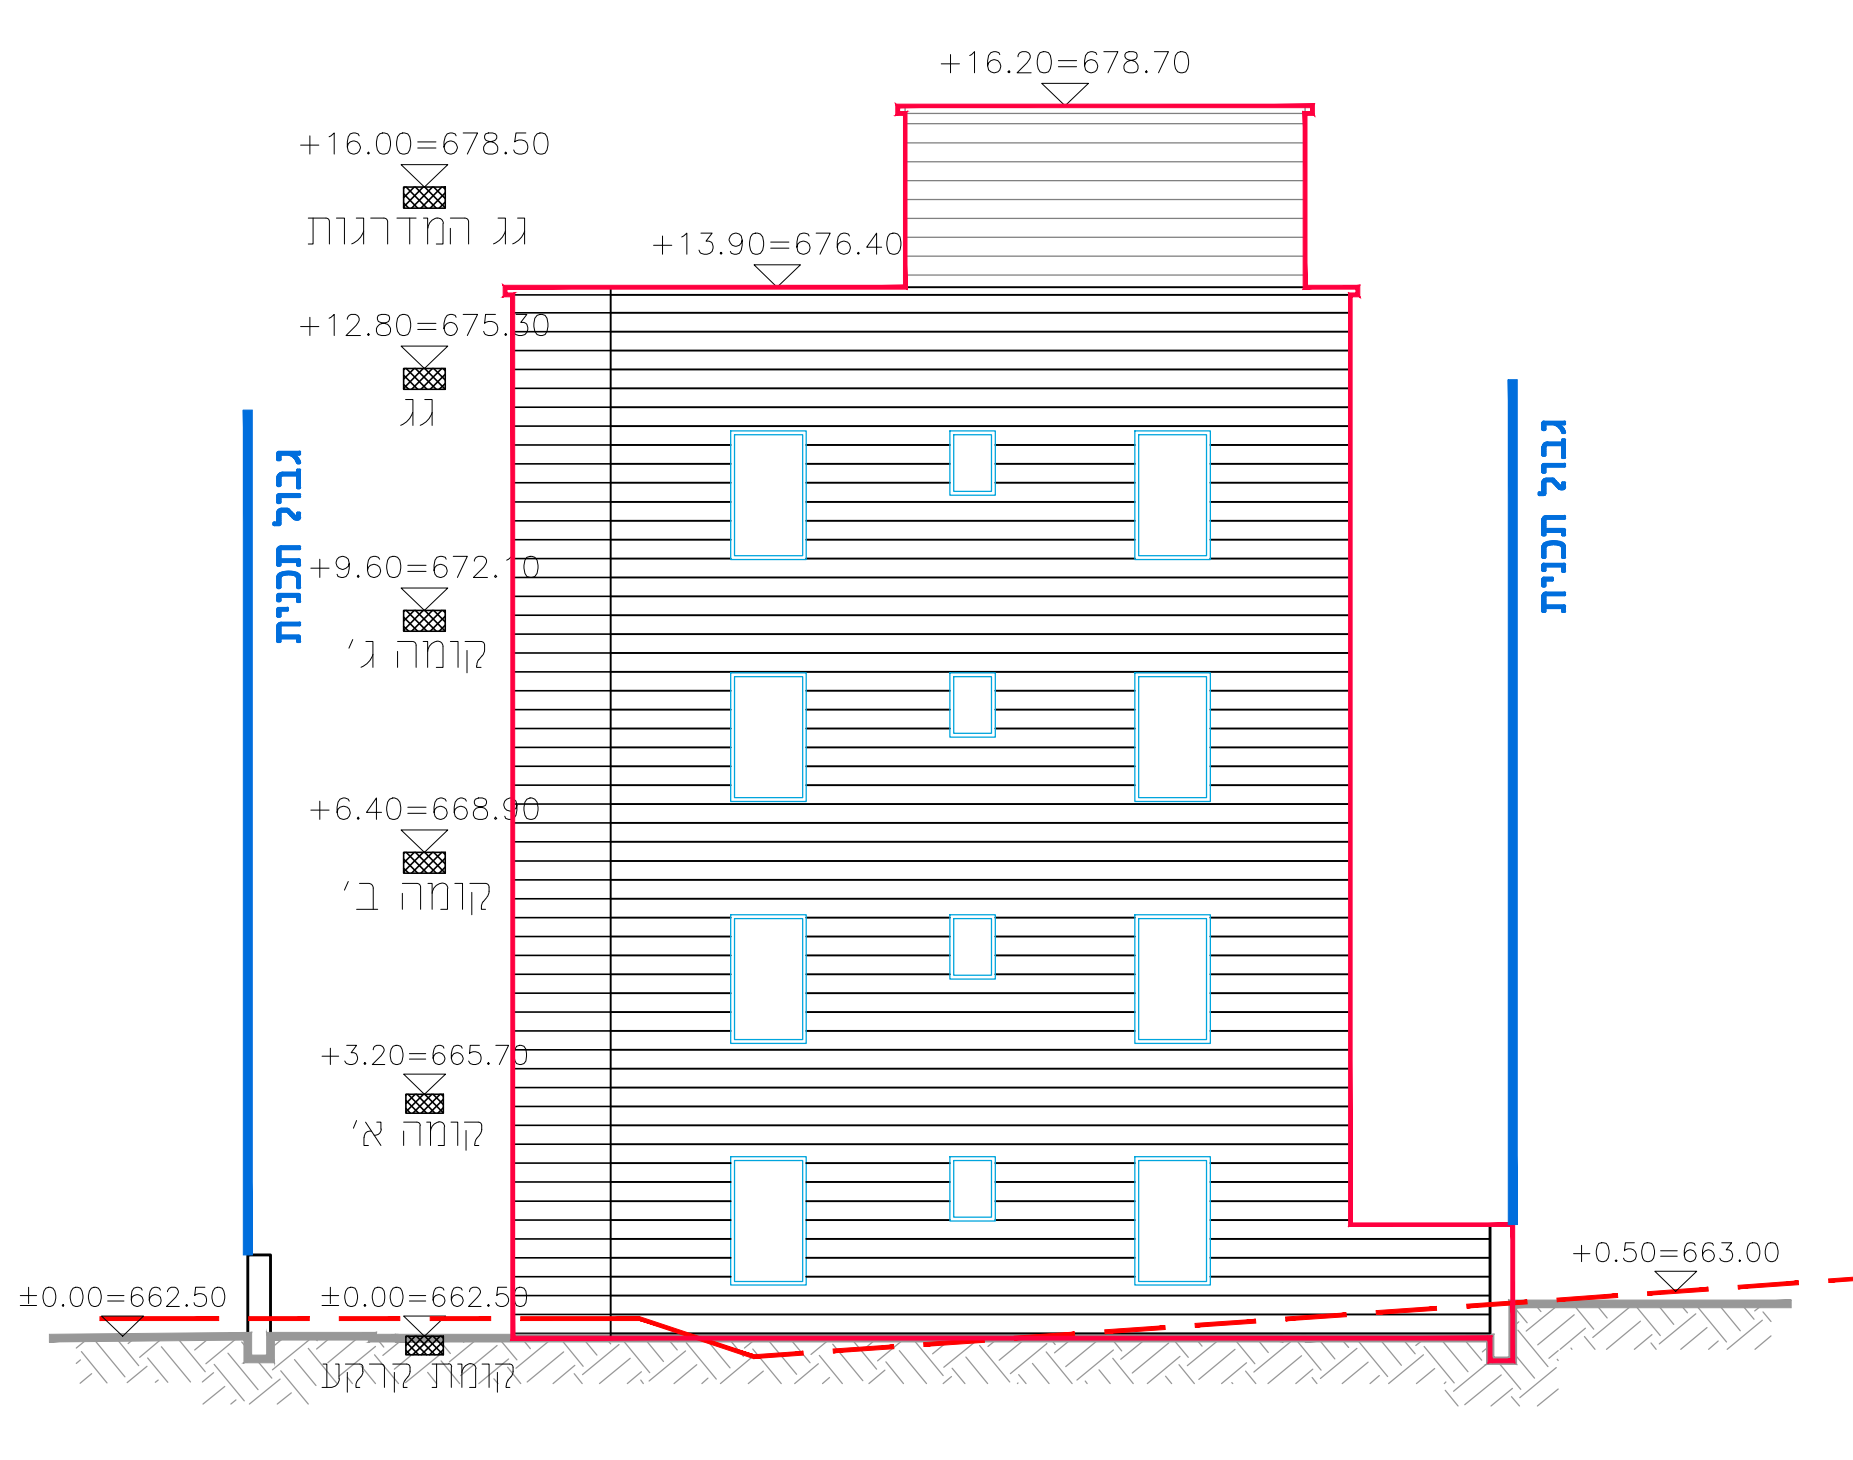 +16.20=678.70
+16.00=678.50
גג המדרגות
+13.90=676.40
+12.80=675.30
גג
גבול תכנית
גבול תכנית
+9.60=672.10
קומה ג'
+6.40=668.90
קומה ב'
+3.20=665.70
קומה א'
+0.50=663.00
±0.00=662.50
±0.00=662.50
קומת קרקע